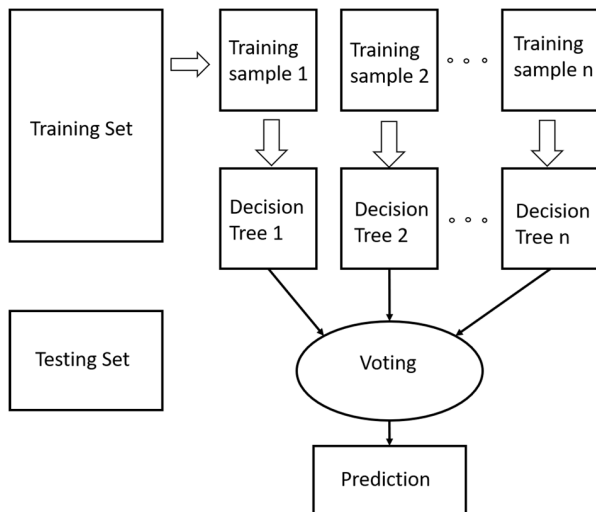 Training Set
Training
sample 1
Training
sample 2
Training
sample n
Decision
Tree 1
Decision
Tree 2
Decision
Tree n
Testing Set
Voting
Prediction